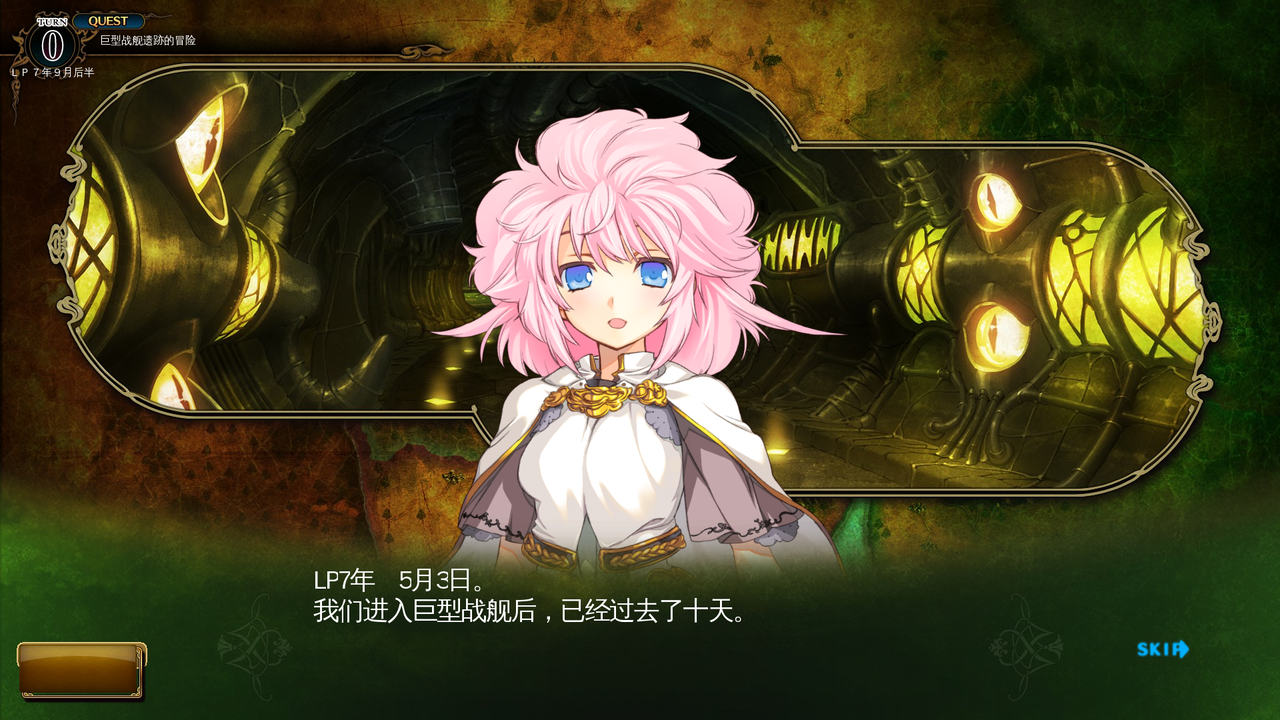 TURN
QUEST
0
巨型战舰遗跡的冒险
ＬＰ７年９月后半
LP7年　5月3日。
我们进入巨型战舰后，已经过去了十天。
SKIP